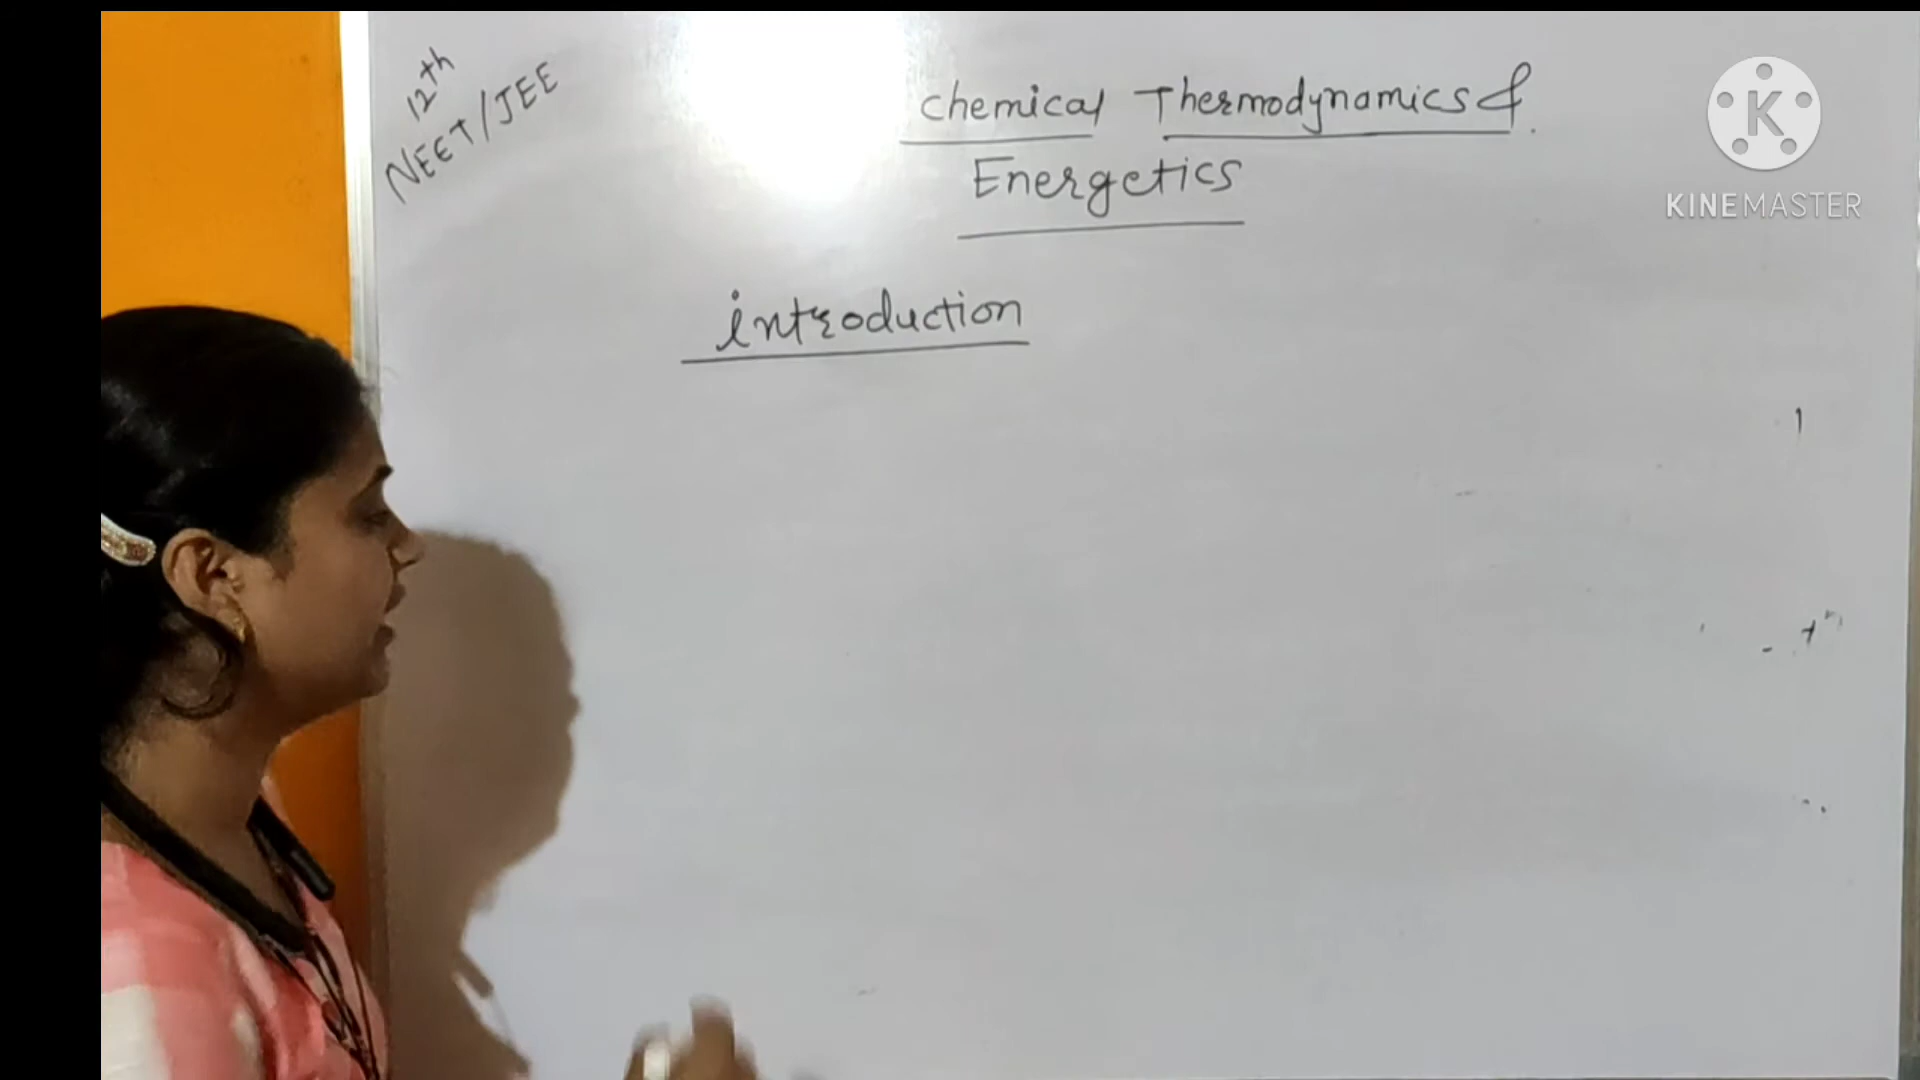 12th
NEET/JEE
chemical Thermodynamics &
Energetics
introduction
KINEMASTER